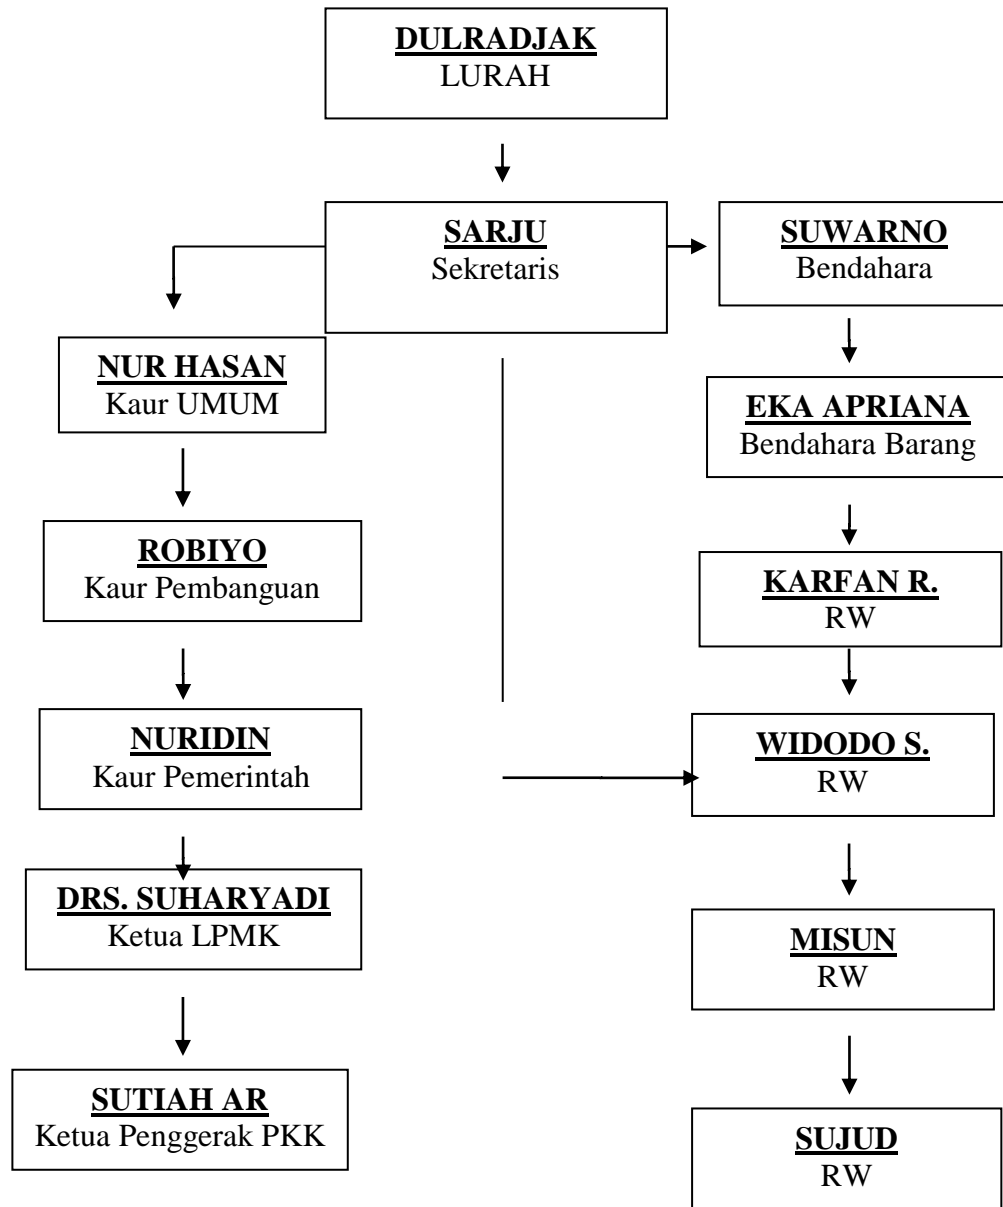 DULRADJAK
LURAH
SARJU
Sekretaris
SUWARNO
Bendahara
NUR HASAN
Kaur UMUM
EKA APRIANA
Bendahara Barang
ROBIYO
Kaur Pembanguan
KARFAN R.
RW
NURIDIN
Kaur Pemerintah
WIDODO S.
RW
DRS. SUHARYADI
Ketua LPMK
MISUN
RW
SUTIAH AR
Ketua Penggerak PKK
SUJUD
RW